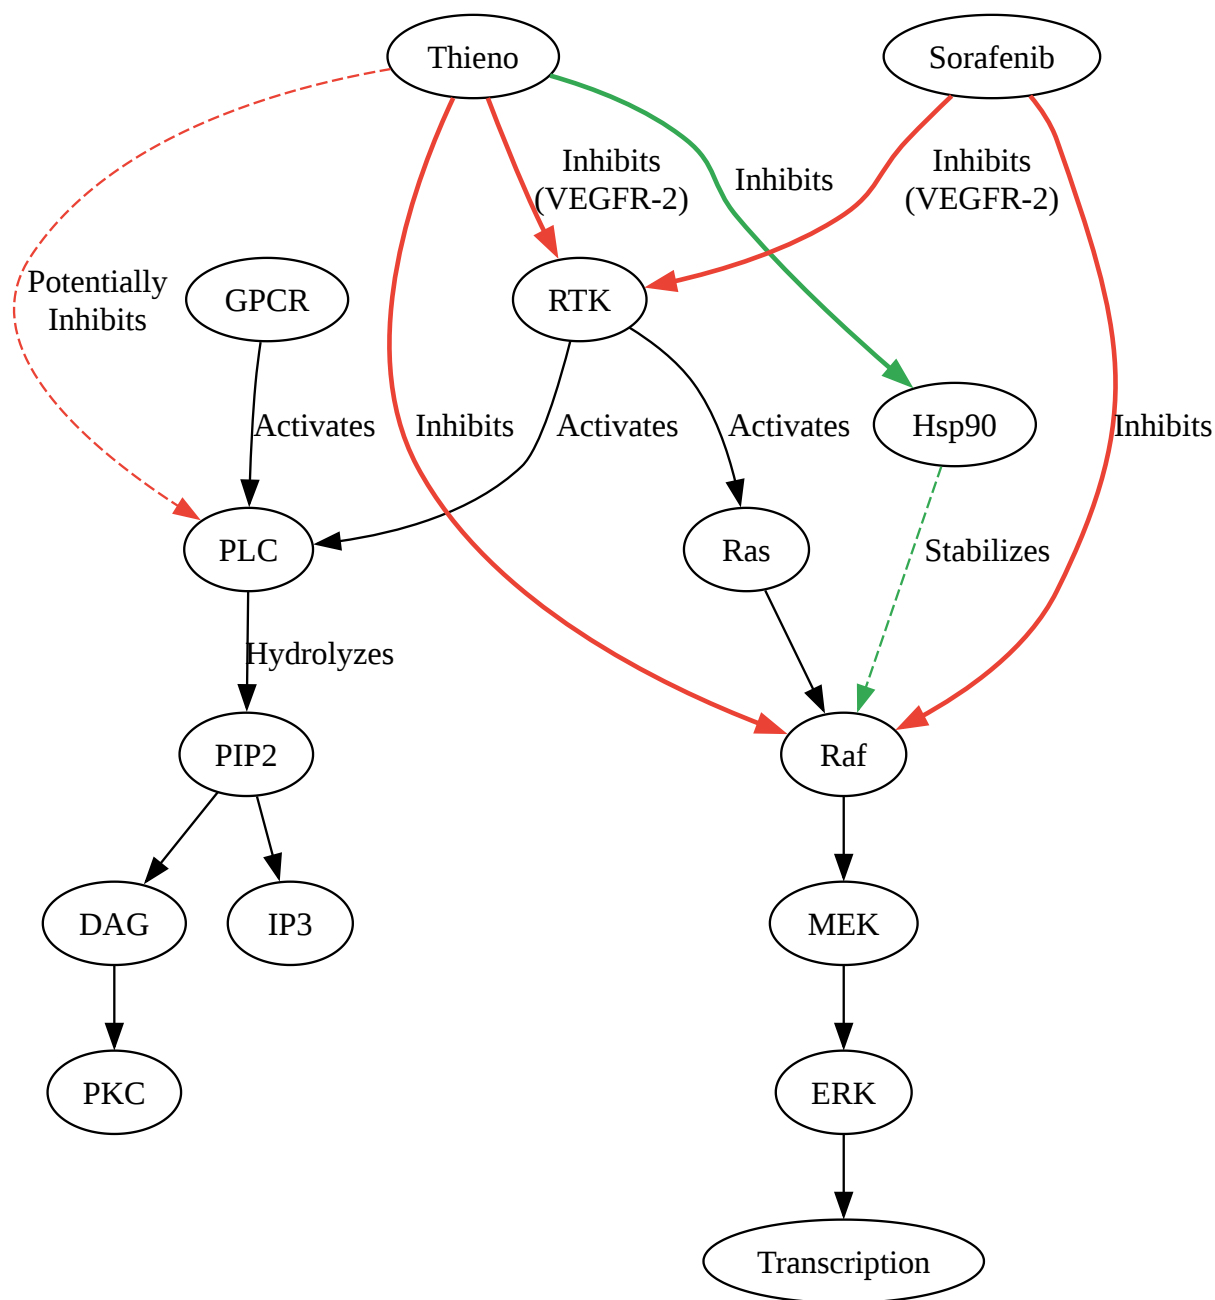 Thieno
Sorafenib
Inhibits
(VEGFR-2)
Inhibits
Inhibits
(VEGFR-2)
Potentially
Inhibits
GPCR
RTK
Activates
Inhibits
Activates
Activates
Hsp90
Inhibits
PLC
Ras
Stabilizes
Hydrolyzes
PIP2
Raf
DAG
IP3
MEK
PKC
ERK
Transcription